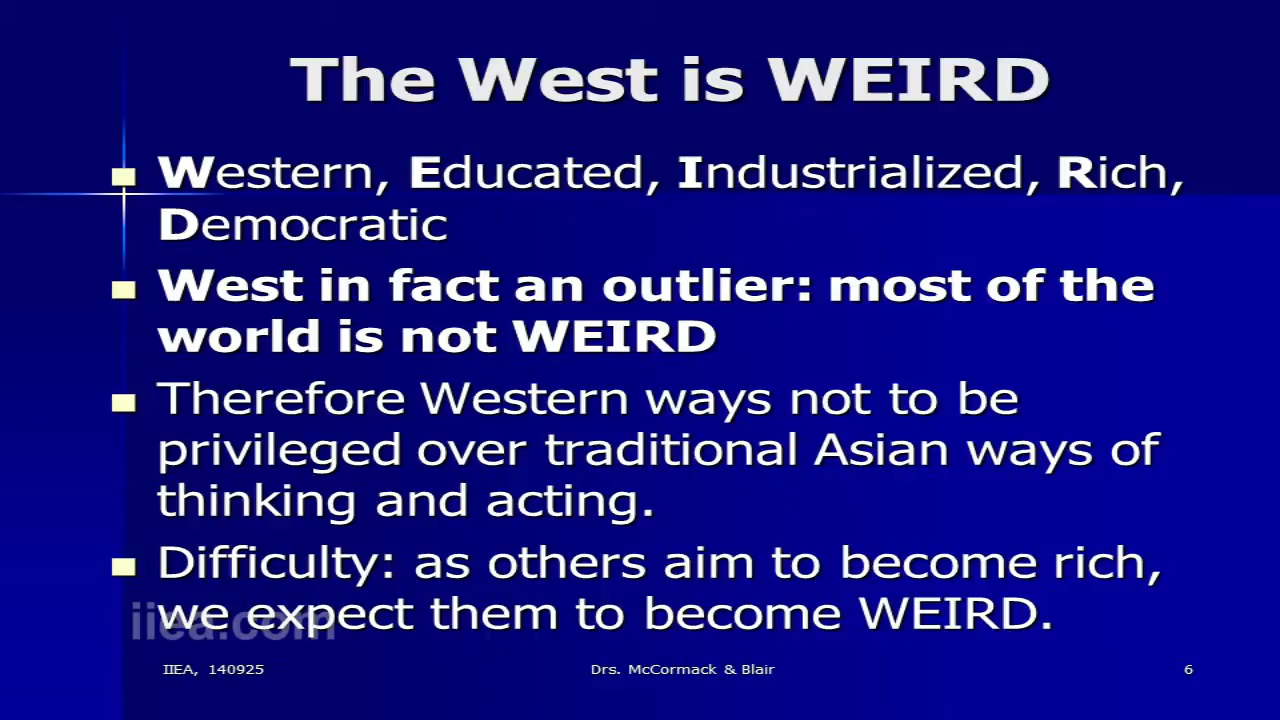 The West is WEIRD
Western, Educated, Industrialized, Rich,
Democratic
West in fact an outlier: most of the
world is not WEIRD
Therefore Western ways not to be
privileged over traditional Asian ways of
thinking and acting.
Difficulty: as others aim to become rich,
we expect them to become WEIRD.
iiea.com
IIEA, 140925
Drs. McCormack & Blair
6